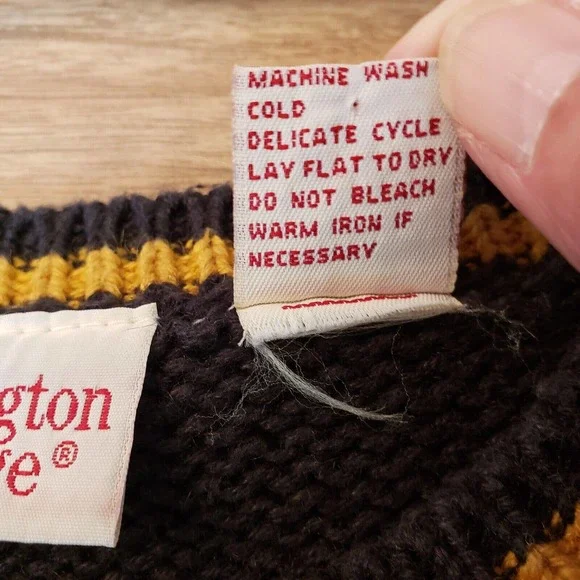 MACHINE WASH
COLD
DELICATE CYCLE
LAY FLAT TO DRY
DO NOT BLEACH
WARM IRON IF
NECESSARY
gton
e®